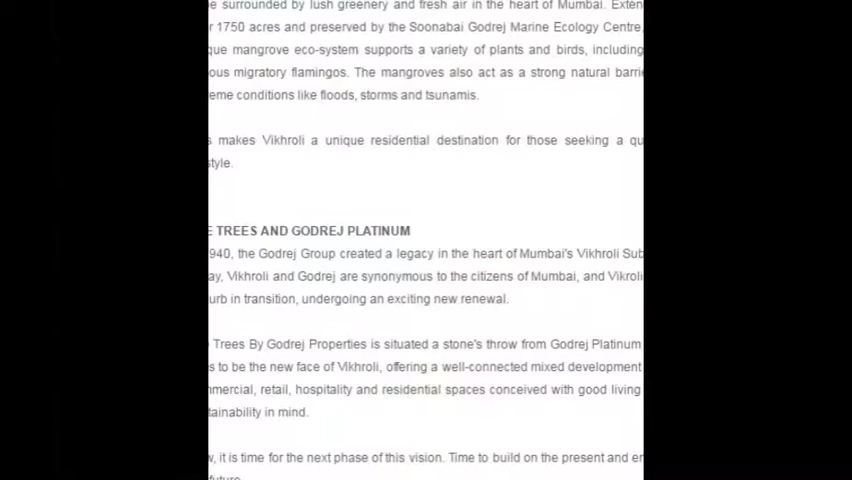 e surrounded by lush greenery and fresh air in the heart of Mumbai. Exten
r 1750 acres and preserved by the Soonabai Godrej Marine Ecology Centre,
que mangrove eco-system supports a variety of plants and birds, including
ous migratory flamingos. The mangroves also act as a strong natural barrie
eme conditions like floods, storms and tsunamis.
s makes Vikhroli a unique residential destination for those seeking a qu
style.
E TREES AND GODREJ PLATINUM
940, the Godrej Group created a legacy in the heart of Mumbai's Vikhroli Sub
ay, Vikhroli and Godrej are synonymous to the citizens of Mumbai, and Vikroli
urb in transition, undergoing an exciting new renewal.
Trees By Godrej Properties is situated a stone's throw from Godrej Platinum
s to be the new face of Vikhroli, offering a well-connected mixed development
mmercial, retail, hospitality and residential spaces conceived with good living
tainability in mind.
w, it is time for the next phase of this vision. Time to build on the present and en
future